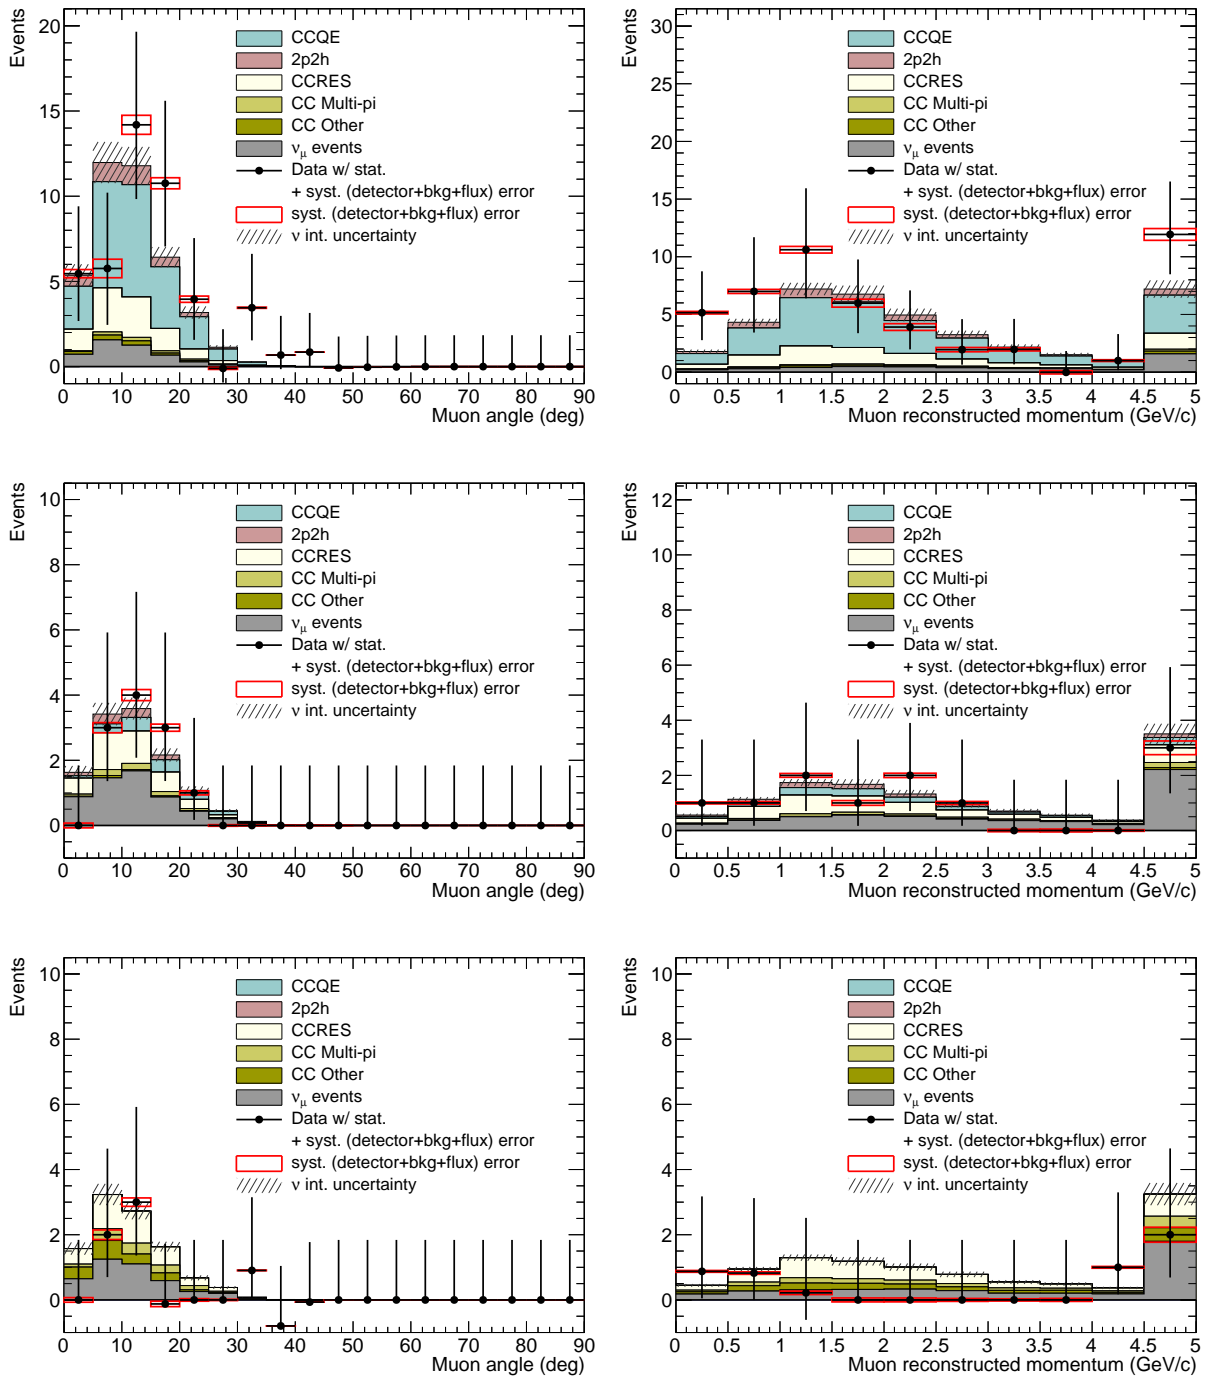 Events
20
15
10
5
0
CCQE
2p2h
CCRES
CC Multi-pi
CC Other
νμ events
Data w/ stat.
+ syst. (detector+bkg+flux) error
syst. (detector+bkg+flux) error
ν int. uncertainty
0 10 20 30 40 50 60 70 80 90
Muon angle (deg)
Events
30
25
20
15
10
5
0
CCQE
2p2h
CCRES
CC Multi-pi
CC Other
νμ events
Data w/ stat.
+ syst. (detector+bkg+flux) error
syst. (detector+bkg+flux) error
ν int. uncertainty
0 0.5 1 1.5 2 2.5 3 3.5 4 4.5 5
Muon reconstructed momentum (GeV/c)
Events
10
8
6
4
2
0
CCQE
2p2h
CCRES
CC Multi-pi
CC Other
νμ events
Data w/ stat.
+ syst. (detector+bkg+flux) error
syst. (detector+bkg+flux) error
ν int. uncertainty
0 10 20 30 40 50 60 70 80 90
Muon angle (deg)
Events
12
10
8
6
4
2
0
CCQE
2p2h
CCRES
CC Multi-pi
CC Other
νμ events
Data w/ stat.
+ syst. (detector+bkg+flux) error
syst. (detector+bkg+flux) error
ν int. uncertainty
0 0.5 1 1.5 2 2.5 3 3.5 4 4.5 5
Muon reconstructed momentum (GeV/c)
Events
10
8
6
4
2
0
CCQE
2p2h
CCRES
CC Multi-pi
CC Other
νμ events
Data w/ stat.
+ syst. (detector+bkg+flux) error
syst. (detector+bkg+flux) error
ν int. uncertainty
0 10 20 30 40 50 60 70 80 90
Muon angle (deg)
Events
10
8
6
4
2
0
CCQE
2p2h
CCRES
CC Multi-pi
CC Other
νμ events
Data w/ stat.
+ syst. (detector+bkg+flux) error
syst. (detector+bkg+flux) error
ν int. uncertainty
0 0.5 1 1.5 2 2.5 3 3.5 4 4.5 5
Muon reconstructed momentum (GeV/c)